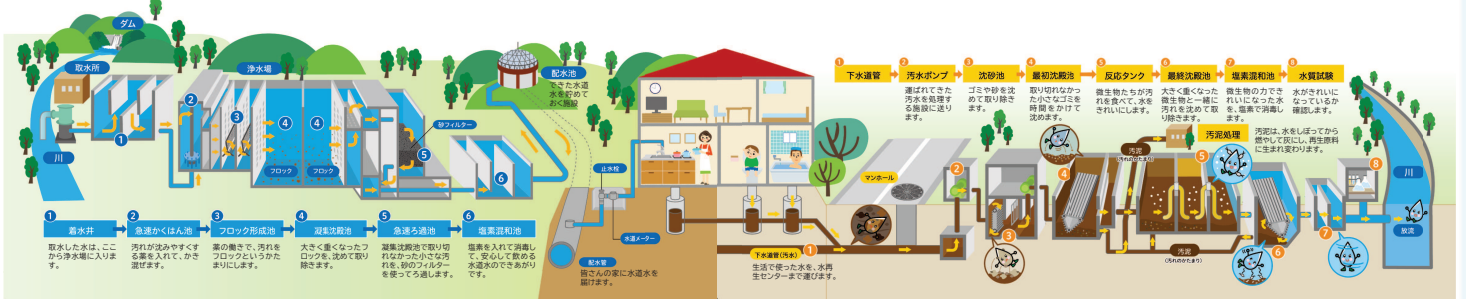 ダム
取水所
川
浄水場
1
2
3
4
4
フロック
フロック
砂フィルター
5
6
配水池
できた水道
水を貯めて
おく施設
1
着水井
取水した水は、ここ
から浄水場に入りま
す。
2
急速かくはん池
汚れが沈みやすくす
る薬を入れて、かき
混ぜます。
3
フロック形成池
薬の働きで、汚れを
フロックというかた
まりにします。
4
凝集沈殿池
大きく重くなったフ
ロックを、沈めて取り
除きます。
5
急速ろ過池
凝集沈殿池で取り切
れなかった小さな汚
れを、砂のフィルター
を使ってろ過します。
6
塩素混和池
塩素を入れて消毒し
て、安心して飲める
水道水のできあがり
です。
止水栓
水道メーター
配水管
皆さんの家に水道水を
届けます。
1
下水道管
2
汚水ポンプ
運ばれてきた
汚水を処理す
る施設に送り
ます。
3
沈砂池
ゴミや砂を沈
めて取り除き
ます。
4
最初沈殿池
取り切れなかっ
た小さなゴミを
時間をかけて
沈めます。
5
反応タンク
微生物たちが汚
れを食べて、水を
きれいにします。
6
最終沈殿池
大きく重くなった
微生物と一緒に
汚れを沈めて取
り除きます。
7
塩素混和池
微生物の力でき
れいになった水
を、塩素で消毒し
ます。
8
水質試験
水がきれいに
なっているか
確認します。
汚泥処理
汚泥は、水をしぼってから
燃やして灰にし、再生原料
に生まれ変わります。
マンホール
下水道管(汚水)
1
生活で使った水を、水再
生センターまで運びます。
2
3
4
汚泥
(汚れのかたまり)
5
汚泥
(汚れのかたまり)
6
7
8
川
放流